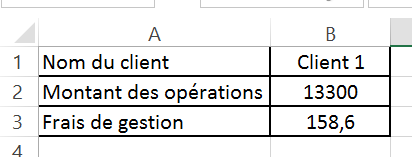 A B
1 Nom du client Client 1
2 Montant des opérations 13300
3 Frais de gestion 158,6
4